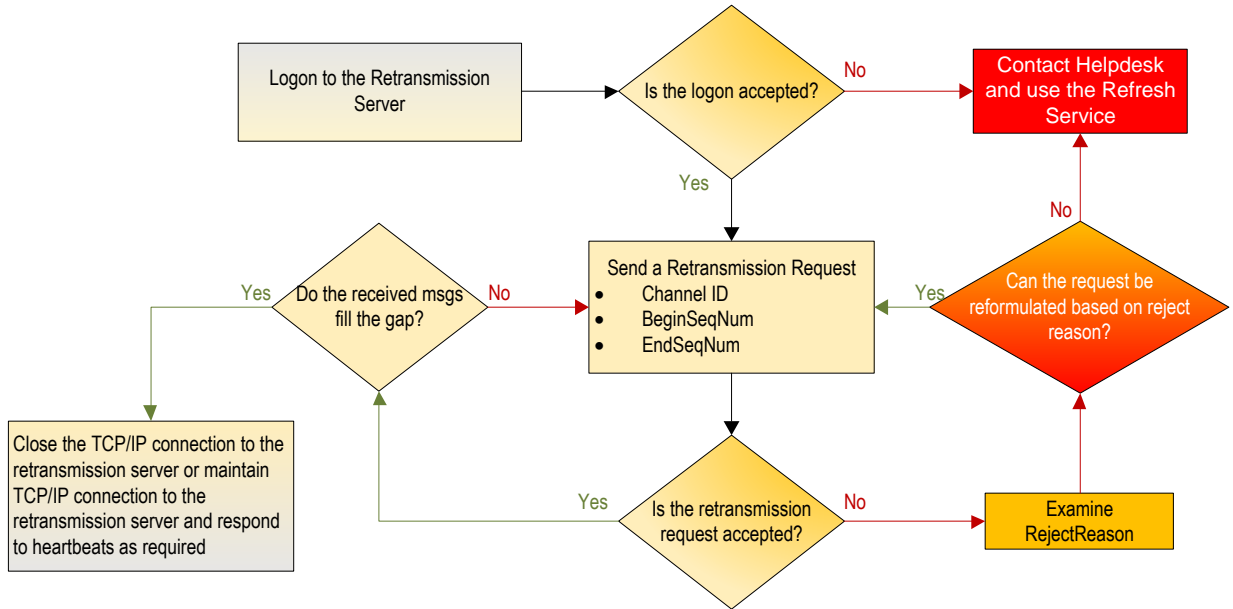 Logon to the Retransmission
Server
Is the logon accepted?
No
Contact Helpdesk
and use the Refresh
Service
Yes
No
Send a Retransmission Request
• Channel ID
• BeginSeqNum
• EndSeqNum
Yes
Do the received msgs
fill the gap?
No
Yes
Can the request be
reformulated based on reject
reason?
Close the TCP/IP connection to the
retransmission server or maintain
TCP/IP connection to the
retransmission server and respond
to heartbeats as required
Yes
Is the retransmission
request accepted?
No
Examine
RejectReason